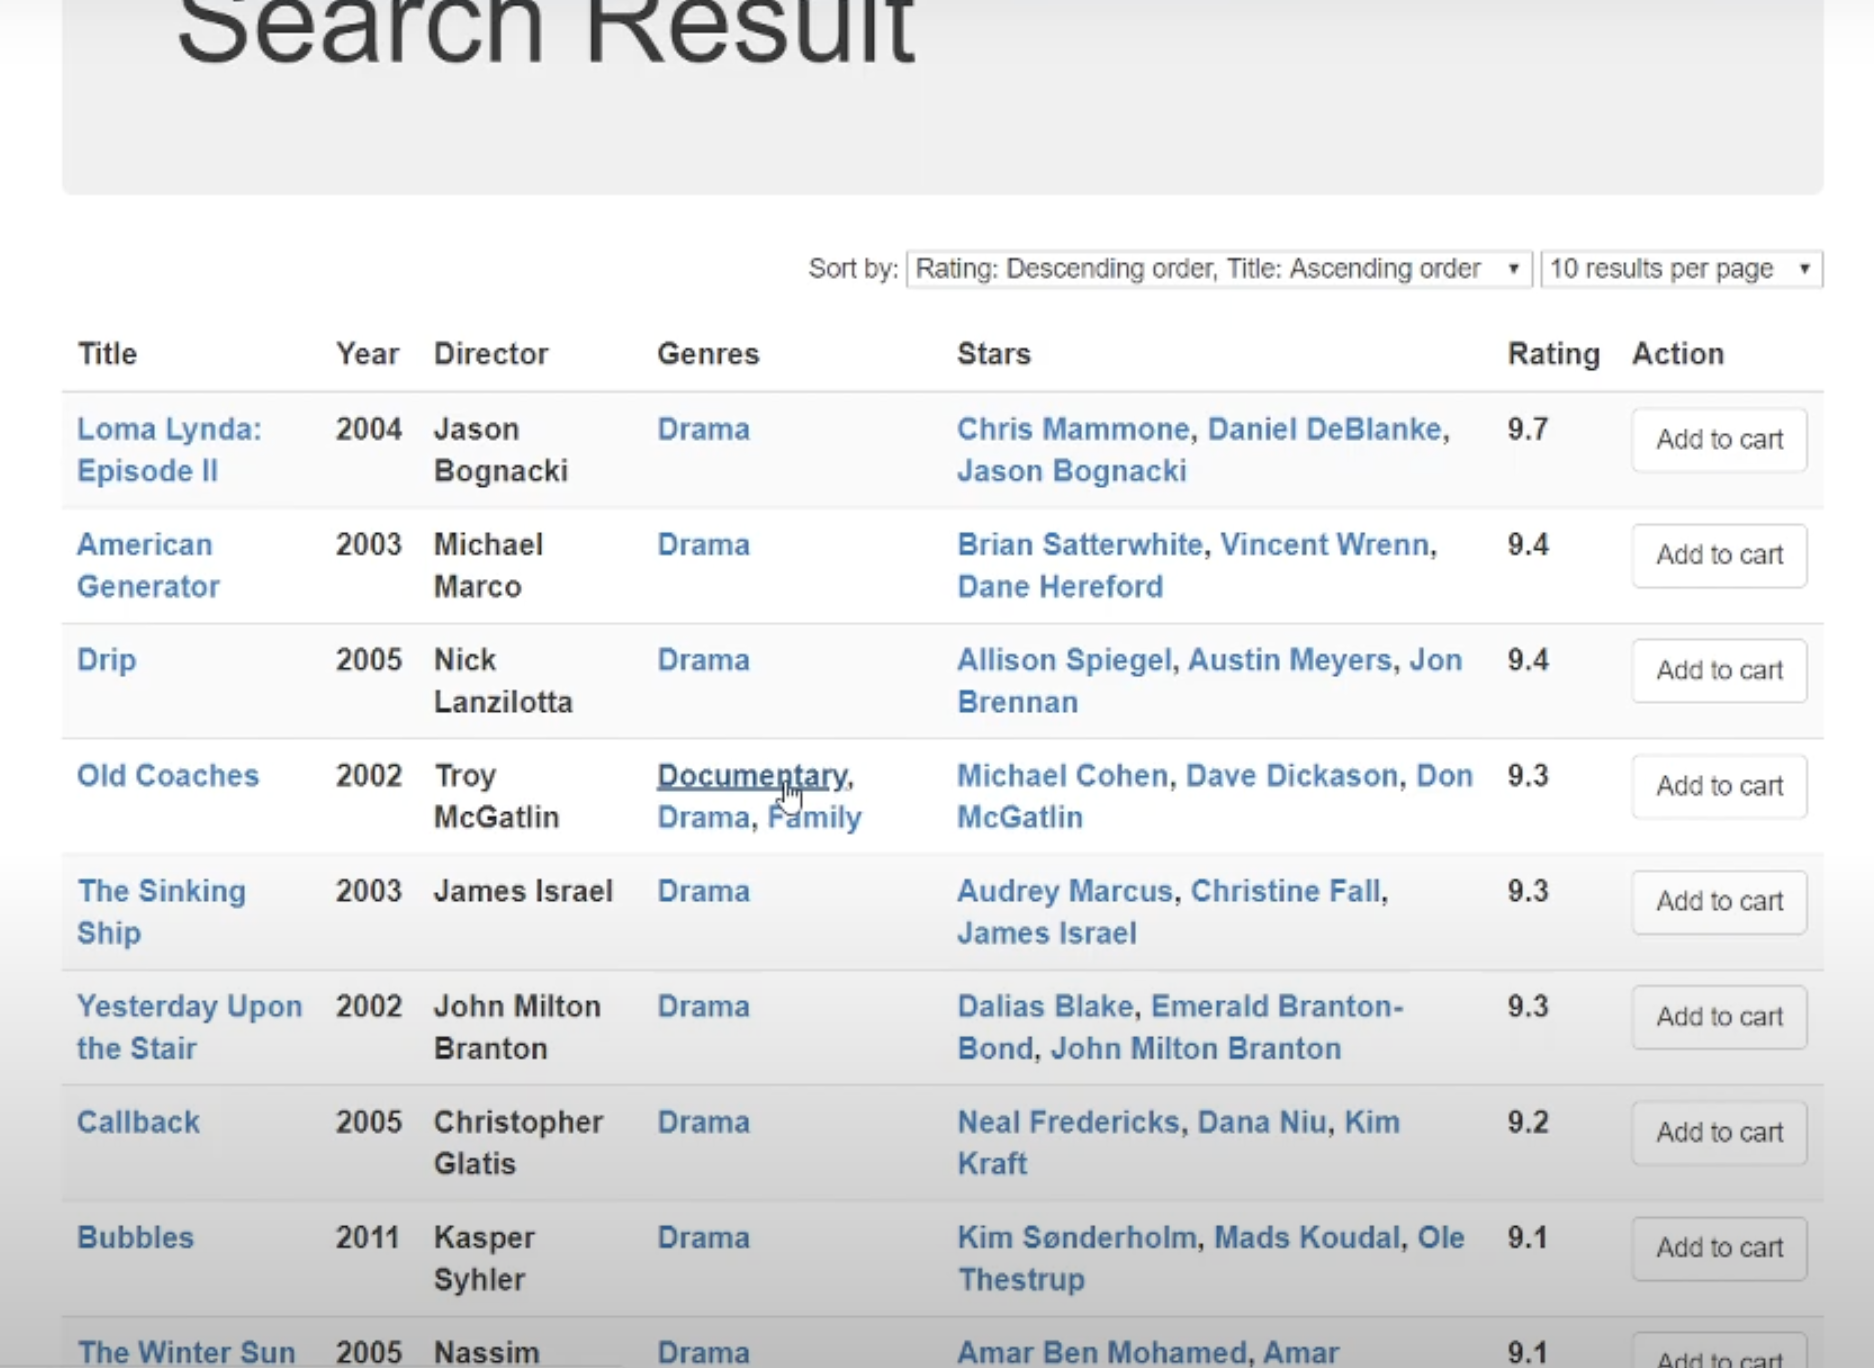 Search Result
Sort by: Rating: Descending order, Title: Ascending order 10 results per page
Title Year Director Genres Stars Rating Action
Loma Lynda: 2004 Jason Drama Chris Mammone, Daniel DeBlanke, 9.7 Add to cart
Episode II Bognacki Jason Bognacki
American 2003 Michael Drama Brian Satterwhite, Vincent Wrenn, 9.4 Add to cart
Generator Marco Dane Hereford
Drip 2005 Nick Drama Allison Spiegel, Austin Meyers, Jon 9.4 Add to cart
Lanzilotta Brennan
Old Coaches 2002 Troy Documentary, Michael Cohen, Dave Dickason, Don 9.3 Add to cart
McGatlin Drama, Family McGatlin
The Sinking 2003 James Israel Drama Audrey Marcus, Christine Fall, 9.3 Add to cart
Ship James Israel
Yesterday Upon 2002 John Milton Drama Dalias Blake, Emerald Branton- 9.3 Add to cart
the Stair Branton Bond, John Milton Branton
Callback 2005 Christopher Drama Neal Fredericks, Dana Niu, Kim 9.2 Add to cart
Glatis Kraft
Bubbles 2011 Kasper Drama Kim Sønderholm, Mads Koudal, Ole 9.1 Add to cart
Syhler Thestrup
The Winter Sun 2005 Nassim Drama Amar Ben Mohamed, Amar 9.1 Add to cart